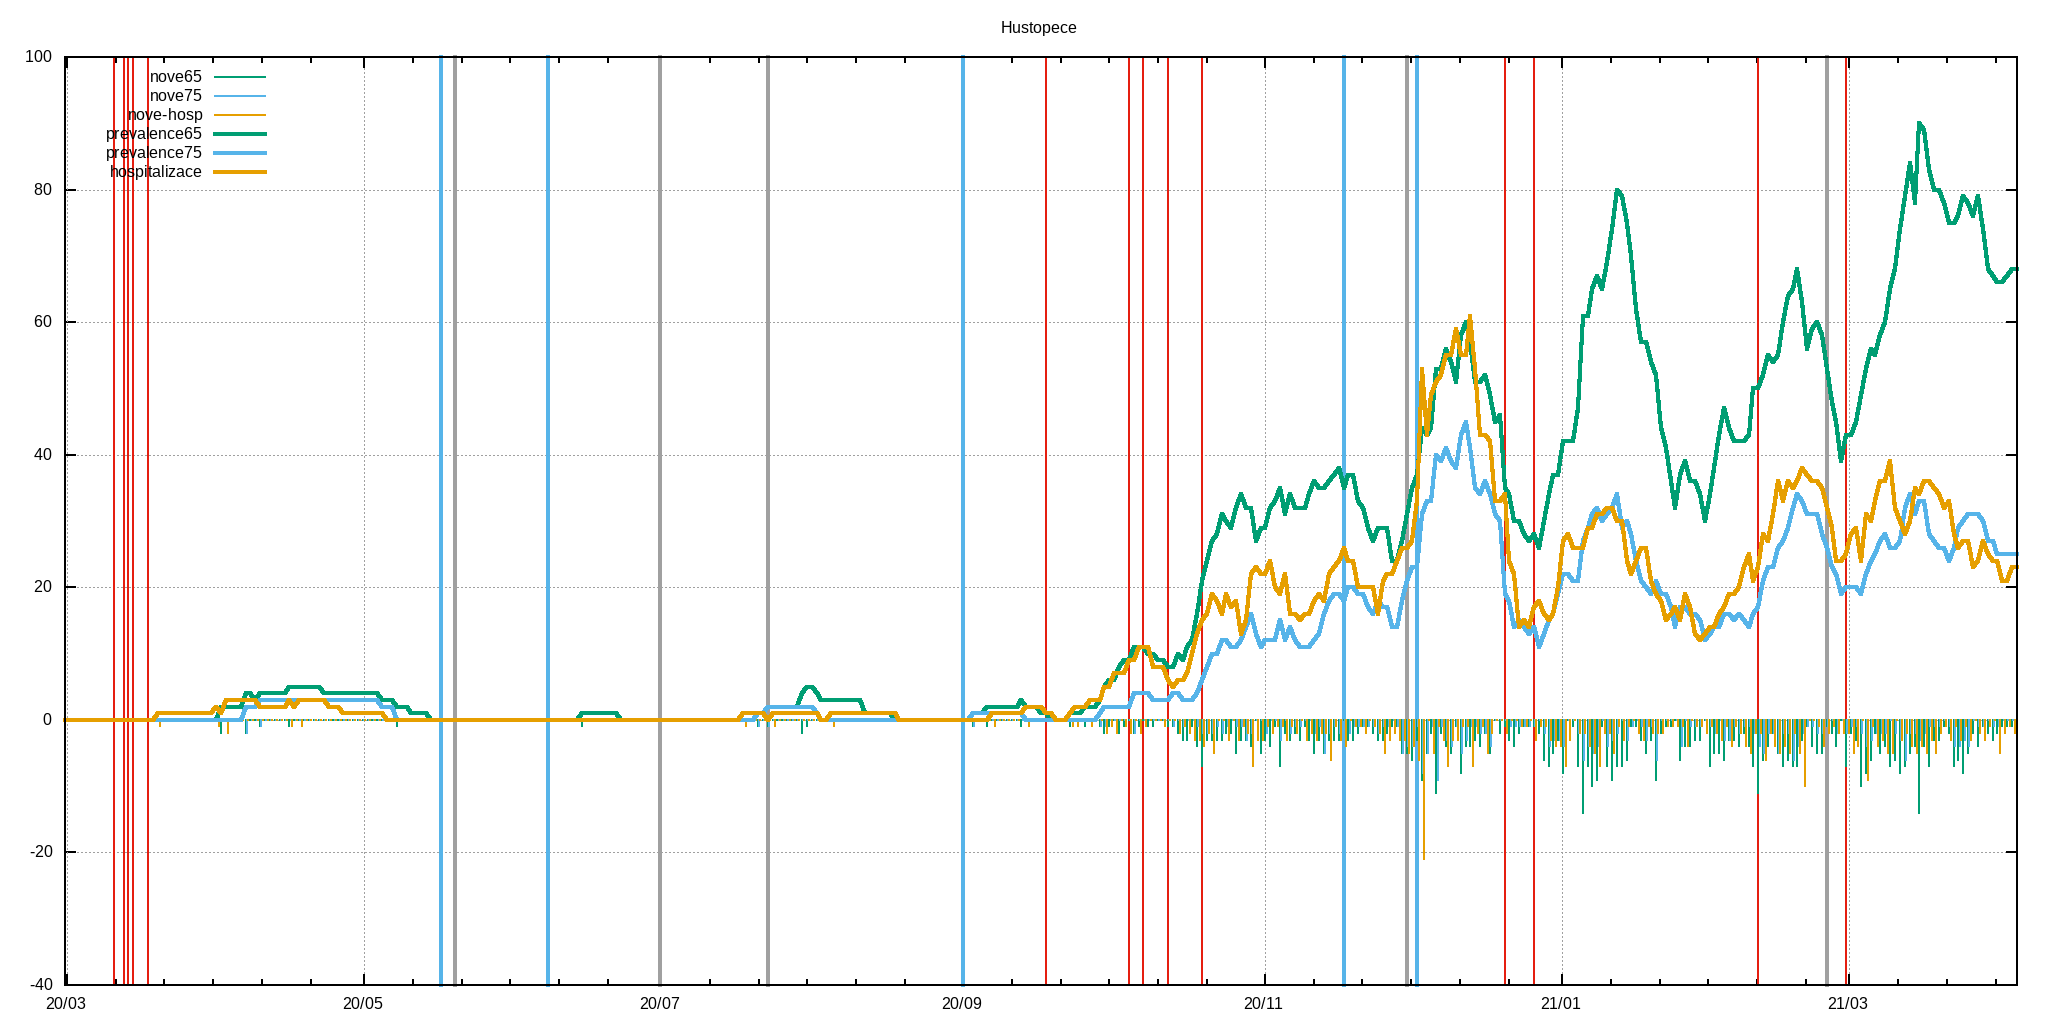 Hustopece
100
nove65
nove75
nove-hosp
prevalence65
prevalence75
hospitalizace
80
60
40
20
0
-20
-40
20/03 20/05 20/07 20/09 20/11 21/01 21/03